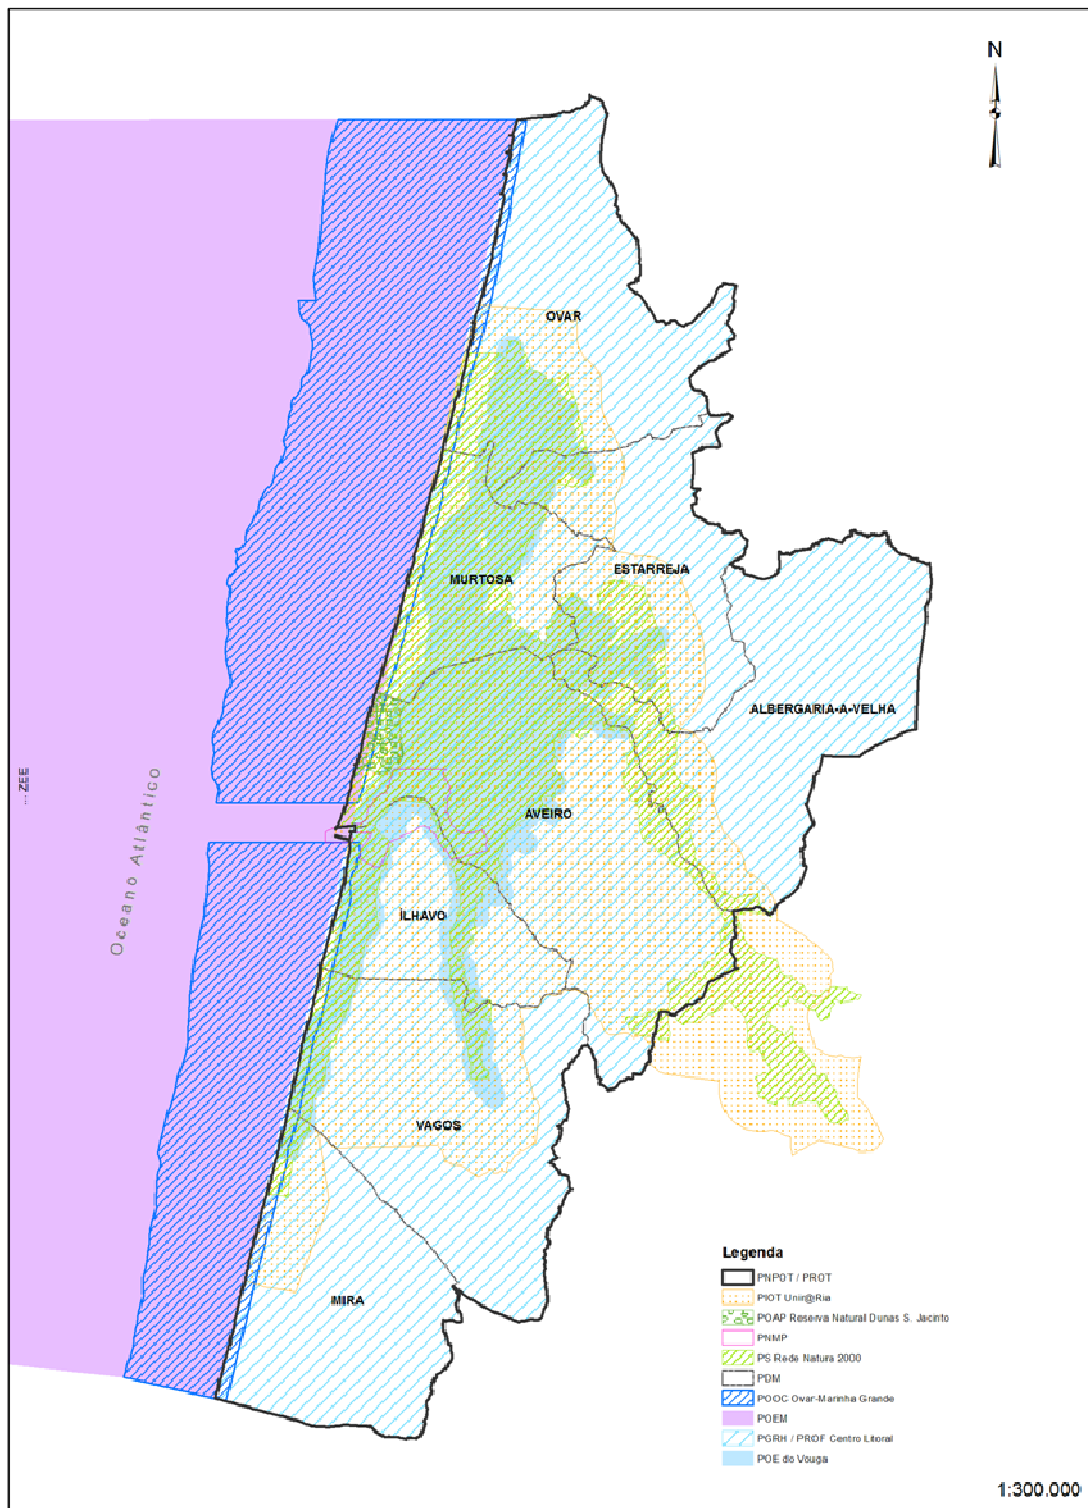 N
OVAR
MURTOSA
ESTARREJA
ALBERGARIA-A-VELHA
ZEE
Oceano Atlântico
AVEIRO
ÍLHAVO
VAGOS
MIRA
Legenda
PNPOT / PROT
PIOT Unir@Ria
POAP Reserva Natural Dunas S. Jacinto
PNMP
PS Rede Natura 2000
PDM
POOC Ovar-Marinha Grande
POEM
PGRH / PROF Centro Litoral
POE do Vouga
1:300.000